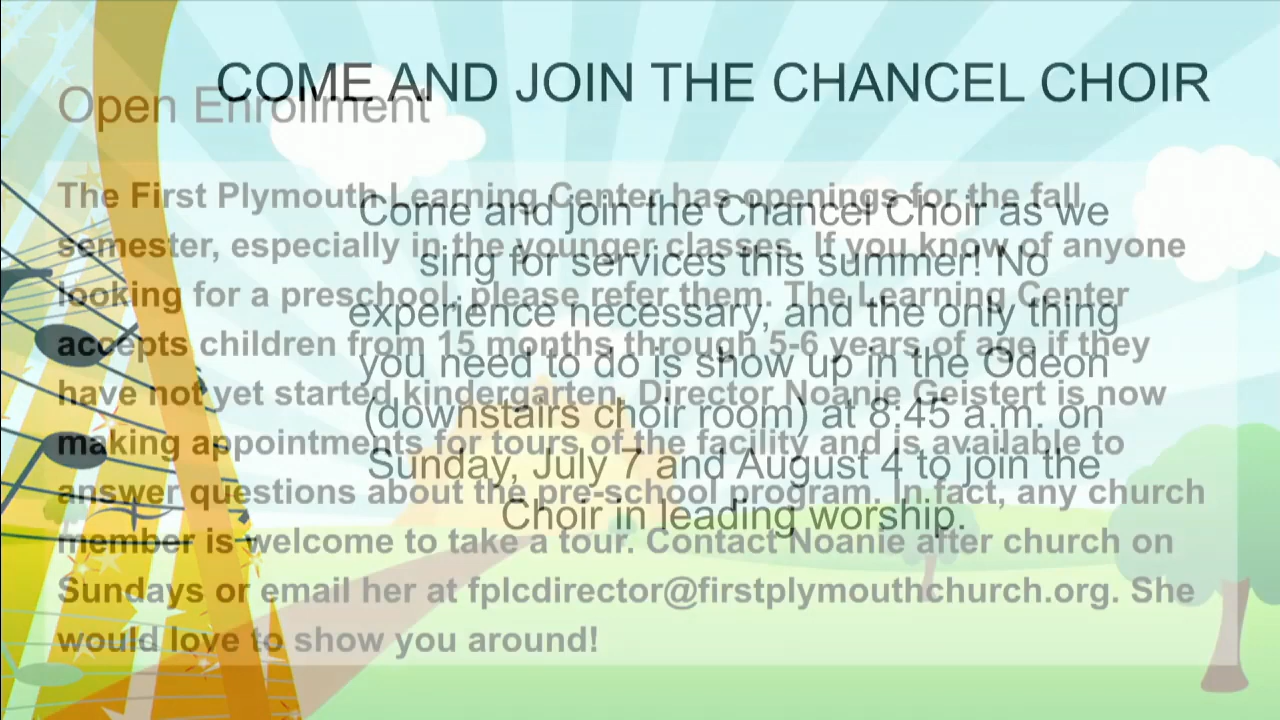 COME AND JOIN THE CHANCEL CHOIR
Come and join the Chancel Choir as we
sing for services this summer! No
experience necessary, and the only thing
you need to do is show up in the Odeon
(downstairs choir room) at 8:45 a.m. on
Sunday, July 7 and August 4 to join the
Choir in leading worship.
Open Enrollment
The First Plymouth Learning Center has openings for the fall
semester, especially in the younger classes. If you know of anyone
looking for a preschool, please refer them. The Learning Center
accepts children from 15 months through 5-6 years of age if they
have not yet started kindergarten. Director Noanie Geistert is now
making appointments for tours of the facility and is available to
answer questions about the pre-school program. In fact, any church
member is welcome to take a tour. Contact Noanie after church on
Sundays or email her at fplcdirector@firstplymouthchurch.org. She
would love to show you around!